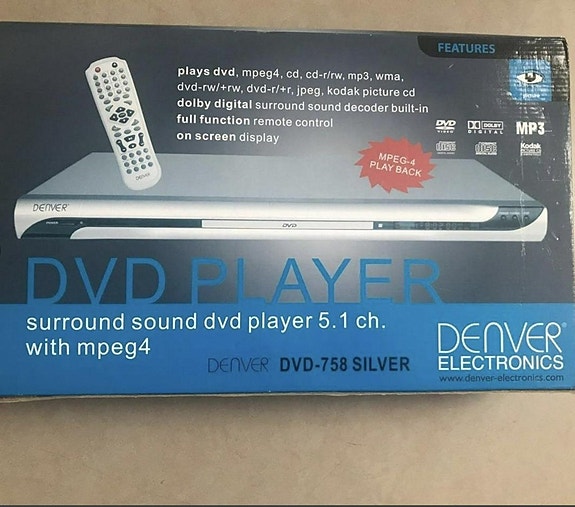 FEATURES
plays dvd, mpeg4, cd, cd-r/rw, mp3, wma,
dvd-rw/+rw, dvd-r/+r, jpeg, kodak picture cd
dolby digital surround sound decoder built-in
full function remote control
on screen display
DVD
VIDEO
DOLBY
DIGITAL
MP3
Kodak
MPEG-4
PLAY BACK
DENVER
DENVER
DVD
DVD PLAYER
surround sound dvd player 5.1 ch.
with mpeg4
DENVER DVD-758 SILVER
DENVER®
ELECTRONICS
www.denver-electronics.com